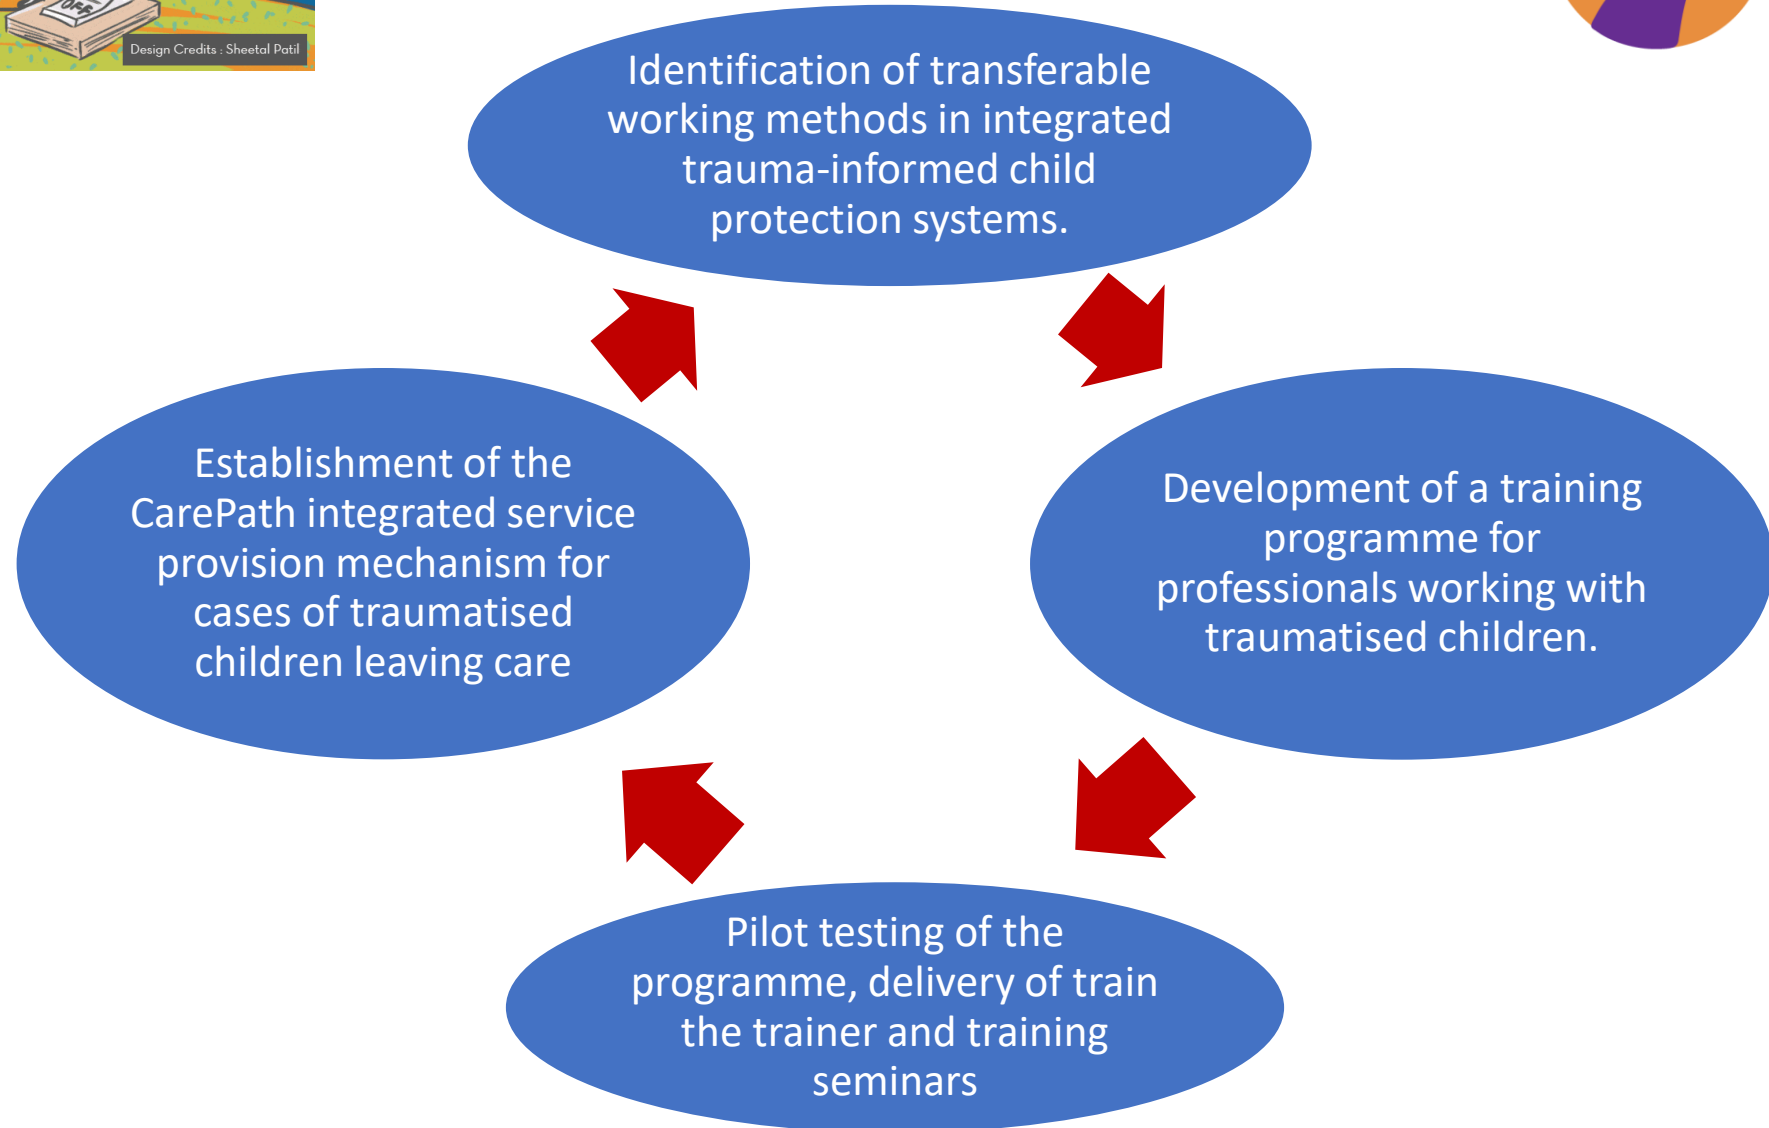 OFF
Design Credits : Sheetal Patil
Identification of transferable
working methods in integrated
trauma-informed child
protection systems.
Development of a training
programme for
professionals working with
traumatised children.
Pilot testing of the
programme, delivery of train
the trainer and training
seminars
Establishment of the
CarePath integrated service
provision mechanism for
cases of traumatised
children leaving care